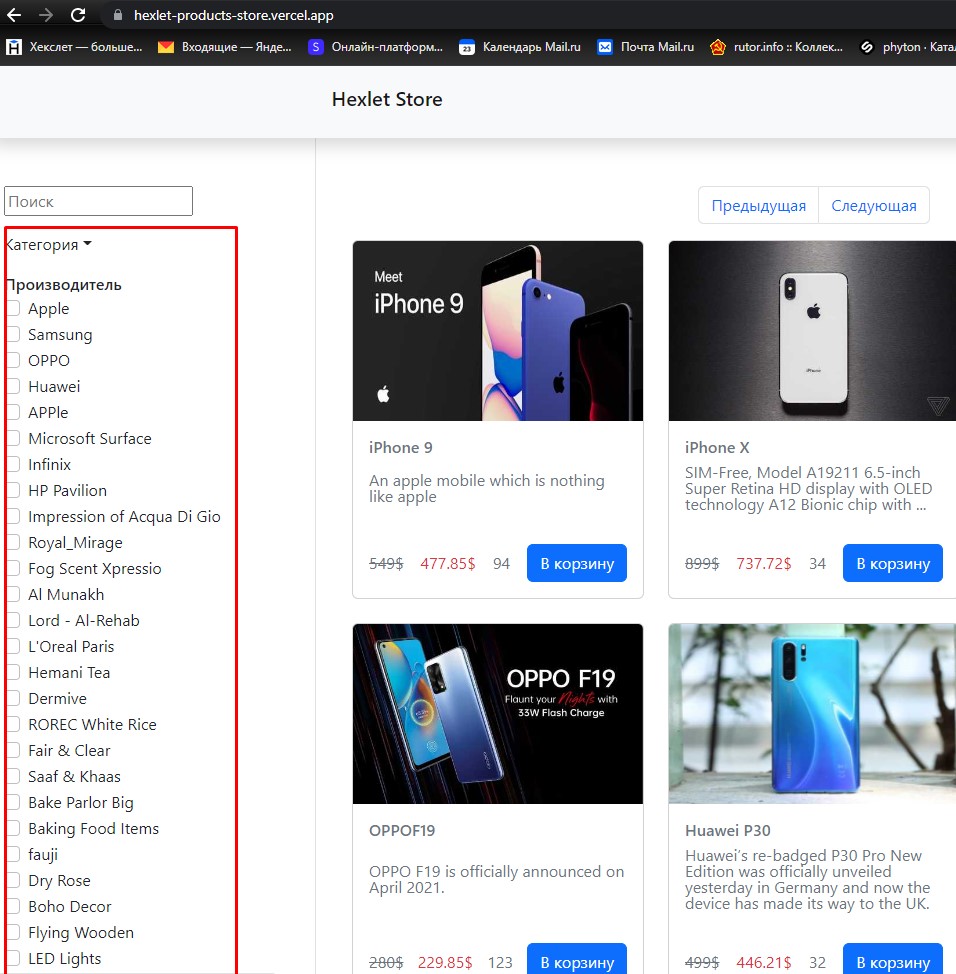 hexlet-products-store.vercel.app
Хекслет — больше...
Входящие — Янде...
S
Онлайн-платформ...
23
Календарь Mail.ru
Почта Mail.ru
rutor.info :: Коллек...
phyton · Ката
Hexlet Store
Поиск
Категория
Производитель
Apple
Samsung
OPPO
Huawei
APPle
Microsoft Surface
Infinix
HP Pavilion
Impression of Acqua Di Gio
Royal_Mirage
Fog Scent Xpressio
Al Munakh
Lord - Al-Rehab
L'Oreal Paris
Hemani Tea
Dermive
ROREC White Rice
Fair & Clear
Saaf & Khaas
Bake Parlor Big
Baking Food Items
fauji
Dry Rose
Boho Decor
Flying Wooden
LED Lights
Предыдущая
Следующая
Meet
iPhone 9
iPhone 9
An apple mobile which is nothing
like apple
549$ 477.85$ 94 В корзину
iPhone
iPhone X
SIM-Free, Model A19211 6.5-inch
Super Retina HD display with OLED
technology A12 Bionic chip with ...
899$ 737.72$ 34 В корзину
OPPO F19
Flaunt your Nights with
33W Flash Charge
OPPOF19
OPPO F19 is officially announced on
April 2021.
280$ 229.85$ 123 В корзину
Huawei P30
Huawei's re-badged P30 Pro New
Edition was officially unveiled
yesterday in Germany and now the
device has made its way to the UK.
499$ 446.21$ 32 В корзину